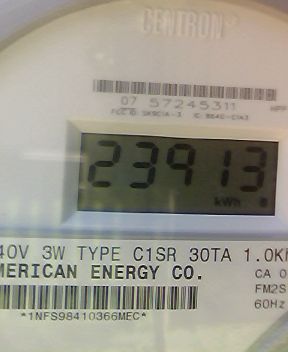 CENTRON®
07 57245311
23913
kWh
40V 3W TYPE C1SR 30TA 1.0K
MERICAN ENERGY CO.
CA 0
FM2S
60Hz
*1NFS98410366MEC*